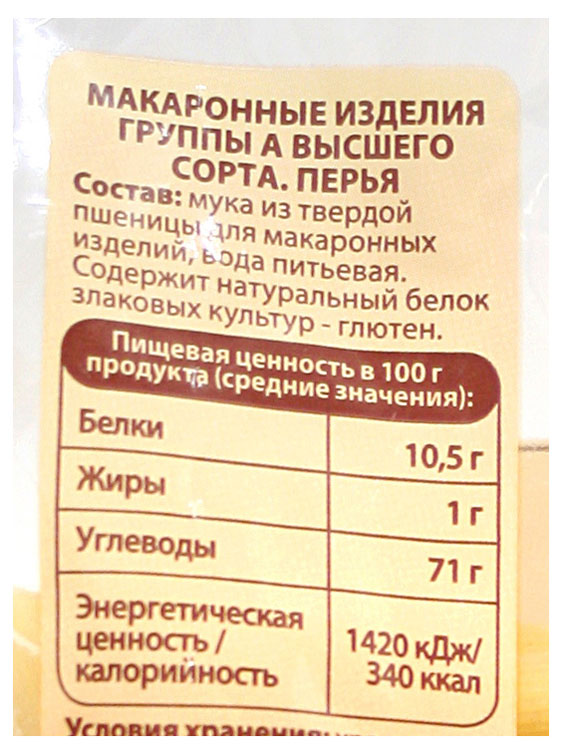 МАКАРОННЫЕ ИЗДЕЛИЯ
ГРУППЫ А ВЫСШЕГО
СОРТА. ПЕРЬЯ
Состав: мука из твердой
пшеницы для макаронных
изделий, вода питьевая.
Содержит натуральный белок
злаковых культур - глютен.
Пищевая ценность в 100 г
продукта (средние значения):
Белки 10,5 г
Жиры 1 г
Углеводы 71 г
Энергетическая
ценность / 1420 кДж/
калорийность 340 ккал
Условия хранения: